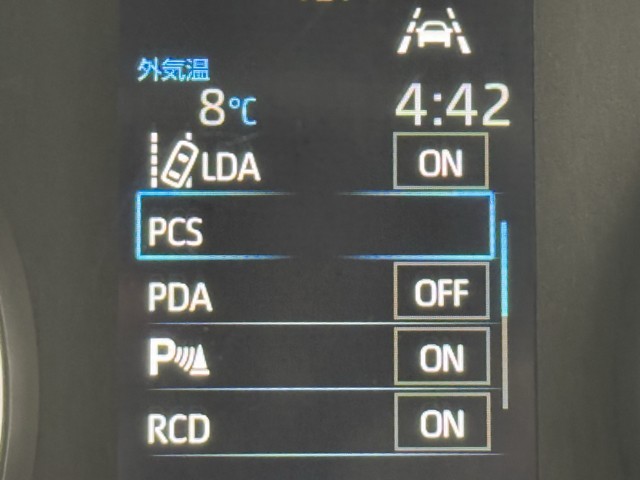 外気温
8℃ 4:42
LDA ON
PCS
PDA OFF
P ON
RCD ON